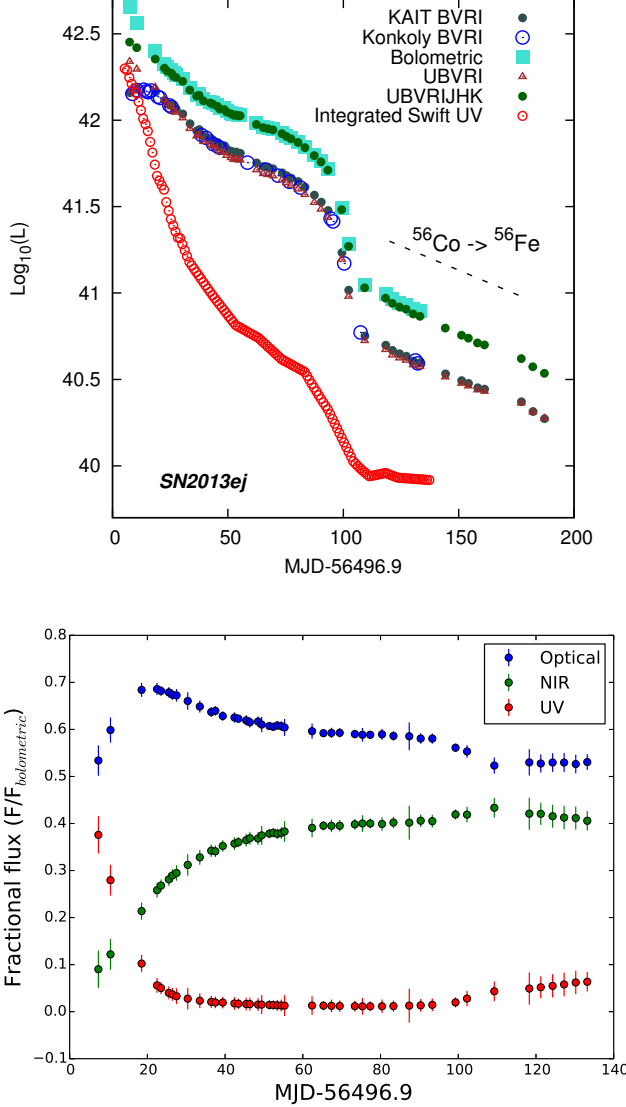 42.5
42
41.5
41
40.5
40
Log10(L)
KAIT BVRI
Konkoly BVRI
Bolometric
UBVRI
UBVRIJHK
Integrated Swift UV
56Co -> 56Fe
SN2013ej
0 50 100 150 200
MJD-56496.9
0.8
0.7
0.6
0.5
0.4
0.3
0.2
0.1
0.0
−0.1
Fractional flux (F/Fbolometric)
Optical
NIR
UV
0 20 40 60 80 100 120 140
MJD-56496.9